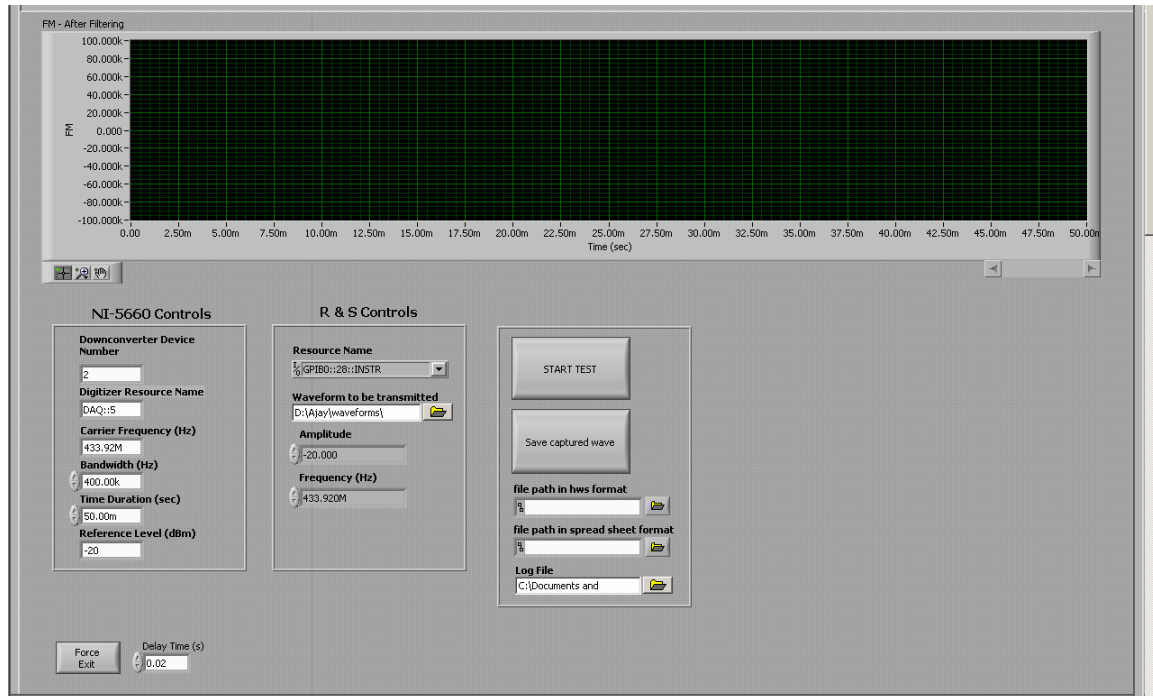 FM - After Filtering
100.000k
80.000k
60.000k
40.000k
20.000k
0.000
-20.000k
-40.000k
-60.000k
-80.000k
-100.000k
FM
0.00 2.50m 5.00m 7.50m 10.00m 12.50m 15.00m 17.50m 20.00m 22.50m 25.00m 27.50m 30.00m 32.50m 35.00m 37.50m 40.00m 42.50m 45.00m 47.50m 50.00m
Time (sec)
NI-5660 Controls
Downconverter Device
Number
2
Digitizer Resource Name
DAQ::5
Carrier Frequency (Hz)
433.92M
Bandwidth (Hz)
400.00k
Time Duration (sec)
50.00m
Reference Level (dBm)
-20
R & S Controls
Resource Name
GPIB0::28::INSTR
Waveform to be transmitted
D:\Ajay\waveforms\
Amplitude
-20.000
Frequency (Hz)
433.920M
START TEST
Save captured wave
file path in hws format
file path in spread sheet format
Log File
C:\Documents and
Force
Exit
Delay Time (s)
0.02